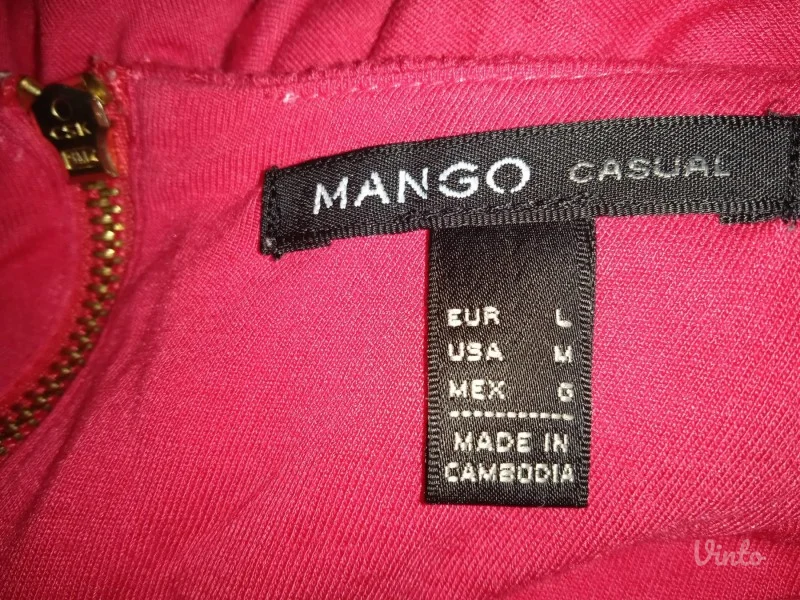 MANGO CASUAL
EUR L
USA M
MEX G
MADE IN
CAMBODIA
Vinto